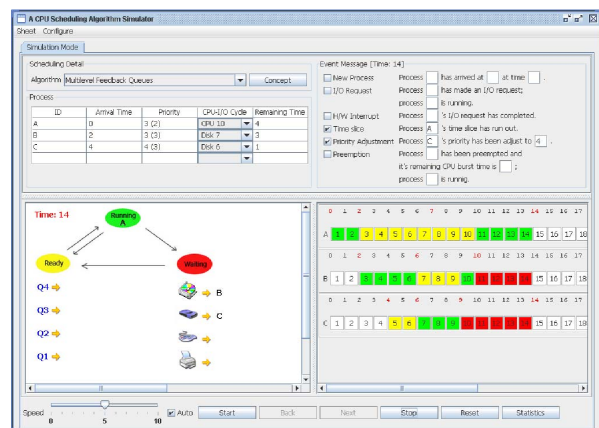 A CPU Scheduling Algorithm Simulator
Sheet Configure
Simulation Mode
Scheduling Detail
Algorithm Multilevel Feedback Queues Concept
Process
ID Arrival Time Priority CPU-I/O Cycle Remaining Time
A 0 3 (2) CPU 10 4
B 2 3 (3) Disk 7 3
C 4 4 (3) Disk 6 1
Event Message [Time: 14]
New Process Process has arrived at at time .
I/O Request Process has made an I/O request;
process is running.
H/W Interrupt Process 's I/O request has completed.
Time slice Process A 's time slice has run out.
Priority Adjustment Process C 's priority has been adjust to 4 .
Preemption Process has been preempted and
it's remaining CPU burst time is ;
process is runnig.
Time: 14
Running
A
Ready
Waiting
Q4 B
Q3 C
Q2
Q1
0 1 2 3 4 5 6 7 8 9 10 11 12 13 14 15 16 17
A 1 2 3 4 5 6 7 8 9 10 11 12 13 14 15 16 17 18
0 1 2 3 4 5 6 7 8 9 10 11 12 13 14 15 16 17
B 1 2 3 4 5 6 7 8 9 10 11 12 13 14 15 16 17 18
0 1 2 3 4 5 6 7 8 9 10 11 12 13 14 15 16 17
C 1 2 3 4 5 6 7 8 9 10 11 12 13 14 15 16 17 18
Speed 0 5 10 Auto Start Back Next Stop Reset Statistics